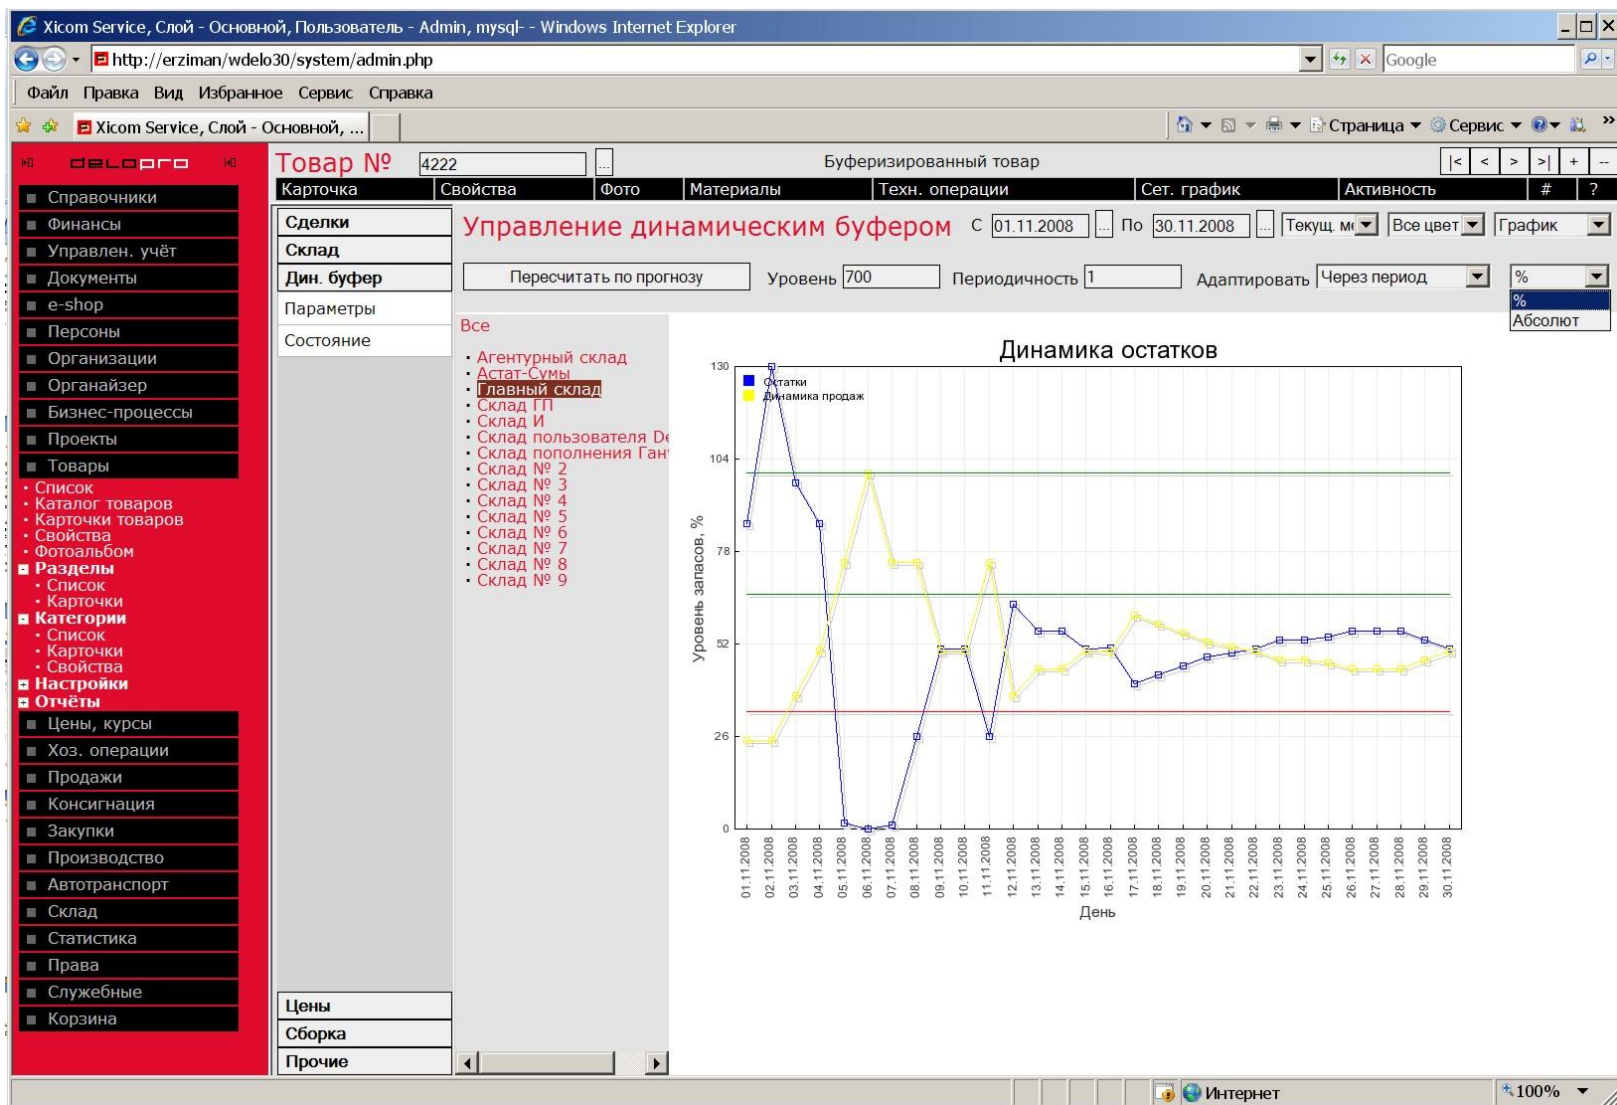 Xicom Service, Слой - Основной, Пользователь - Admin, mysql- - Windows Internet Explorer
http://erziman/wdelo30/system/admin.php
Google
Файл Правка Вид Избранное Сервис Справка
Xicom Service, Слой - Основной, ...
Страница Сервис »
delopro
Товар № 4222 ... Буферизированный товар |< < > >| + --
Карточка Свойства Фото Материалы Техн. операции Сет. график Активность # ?
Справочники
Финансы
Управлен. учёт
Документы
e-shop
Персоны
Организации
Органайзер
Бизнес-процессы
Проекты
Товары
Список
Каталог товаров
Карточки товаров
Свойства
Фотоальбом
Разделы
Список
Карточки
Категории
Список
Карточки
Свойства
Настройки
Отчёты
Цены, курсы
Хоз. операции
Продажи
Консигнация
Закупки
Производство
Автотранспорт
Склад
Статистика
Права
Служебные
Корзина
Сделки
Склад
Дин. буфер
Параметры
Состояние
Цены
Сборка
Прочие
Управление динамическим буфером С 01.11.2008 ... По 30.11.2008 ... Текущ. ме Все цвет График
Пересчитать по прогнозу Уровень 700 Периодичность 1 Адаптировать Через период %
%
Абсолют
Все
Агентурный склад
Астат-Сумы
Главный склад
Склад ГП
Склад И
Склад пользователя De
Склад пополнения Ган
Склад № 2
Склад № 3
Склад № 4
Склад № 5
Склад № 6
Склад № 7
Склад № 8
Склад № 9
Динамика остатков
Остатки
Динамика продаж
Уровень запасов, %
130
104
78
52
26
0
01.11.2008
02.11.2008
03.11.2008
04.11.2008
05.11.2008
06.11.2008
07.11.2008
08.11.2008
09.11.2008
10.11.2008
11.11.2008
12.11.2008
13.11.2008
14.11.2008
15.11.2008
16.11.2008
17.11.2008
18.11.2008
19.11.2008
20.11.2008
21.11.2008
22.11.2008
23.11.2008
24.11.2008
25.11.2008
26.11.2008
27.11.2008
28.11.2008
29.11.2008
30.11.2008
День
Интернет
100%